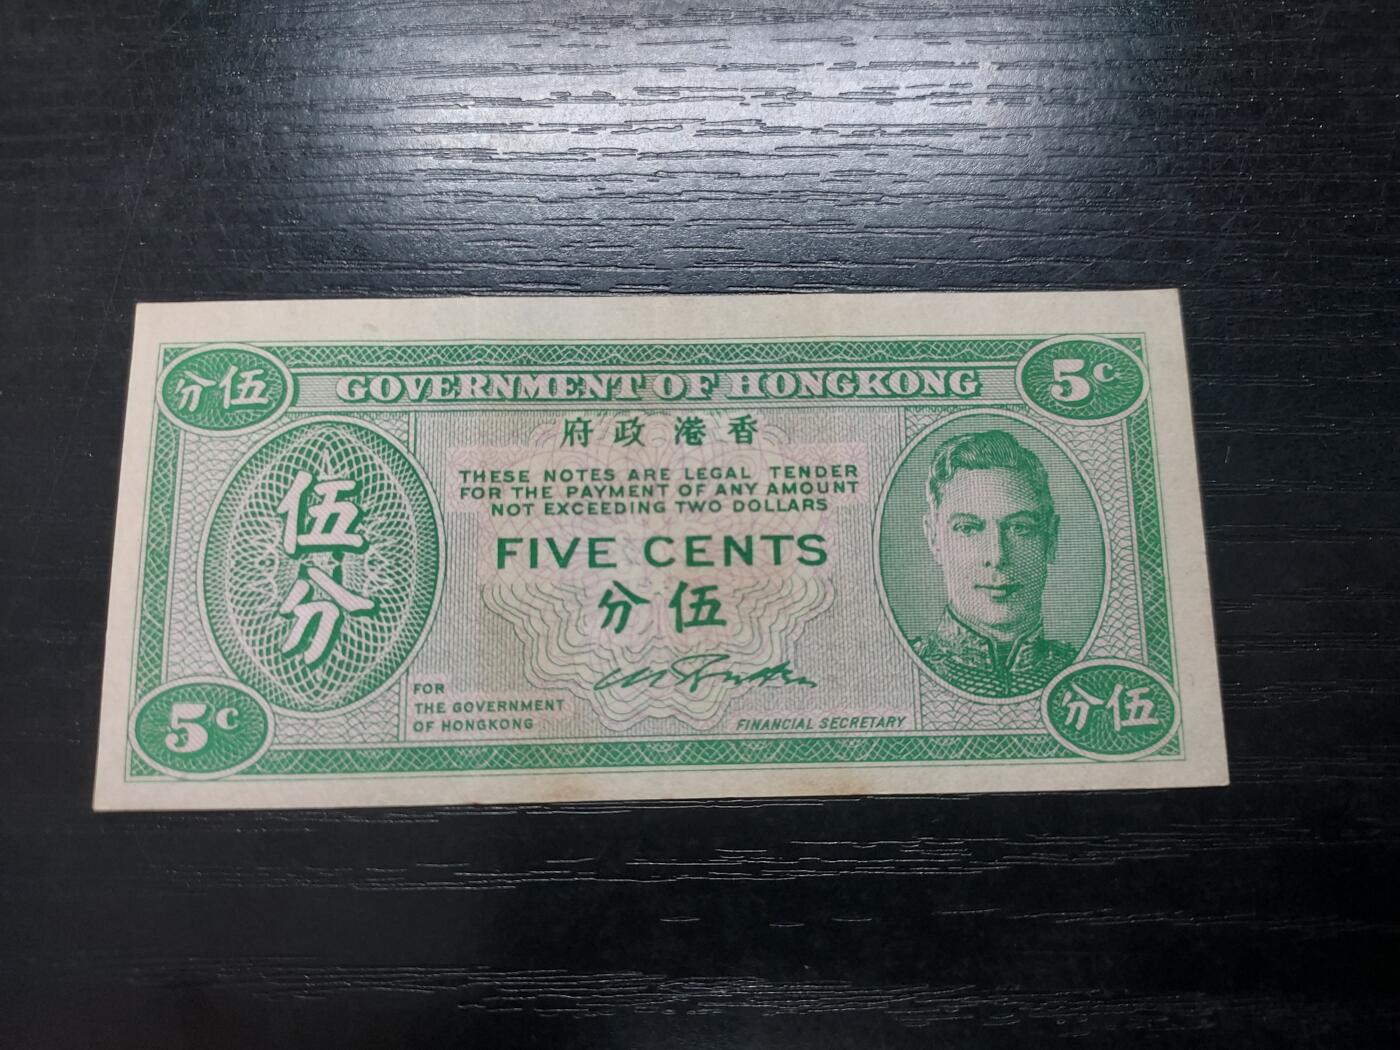 分伍
GOVERNMENT OF HONGKONG
5c
府政港香
THESE NOTES ARE LEGAL TENDER
FOR THE PAYMENT OF ANY AMOUNT
NOT EXCEEDING TWO DOLLARS
伍
分
FIVE CENTS
分伍
FOR
THE GOVERNMENT
OF HONGKONG
FINANCIAL SECRETARY
5c
分伍